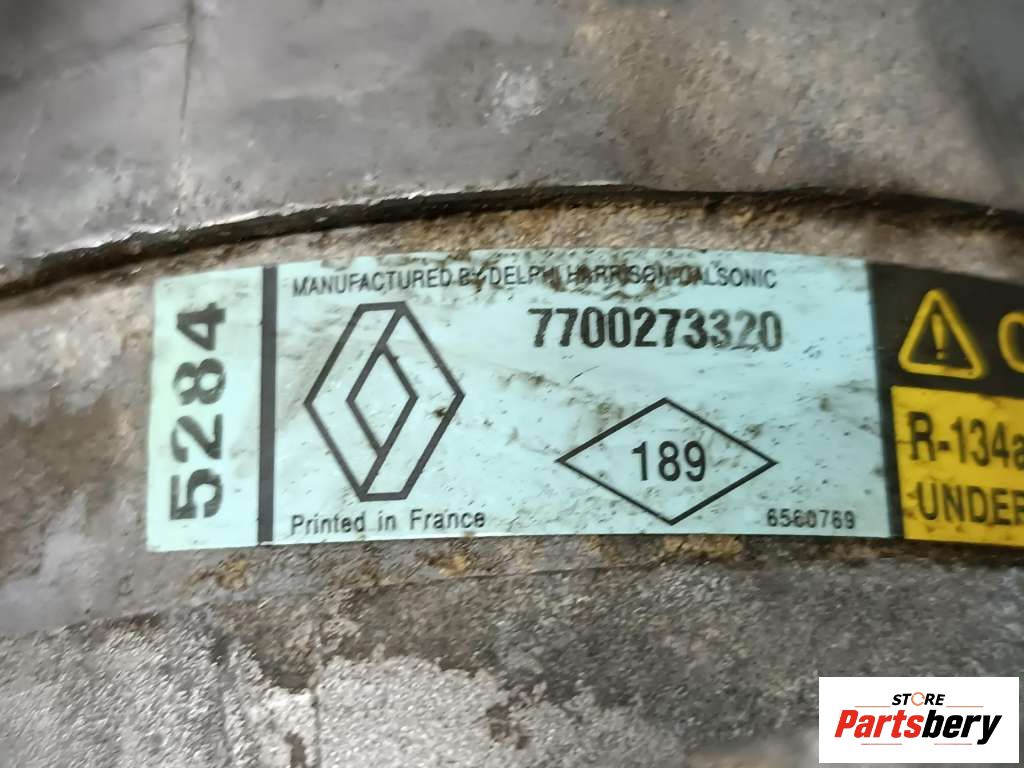 5284
MANUFACTURED BY DELPHI HARRISON CALSONIC
7700273320
189
Printed in France
6560769
R-134a
UNDER
STORE
Partsbery